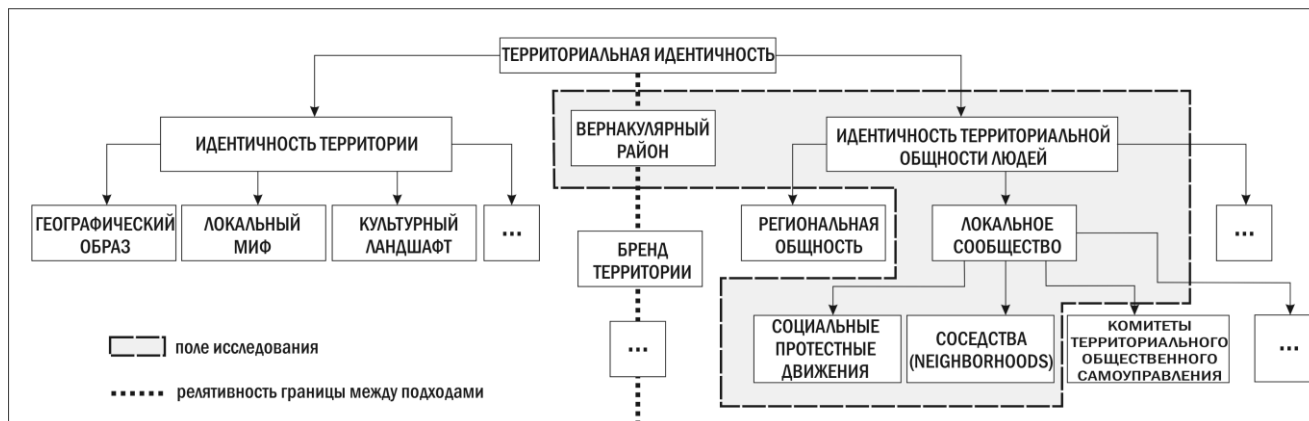 ТЕРРИТОРИАЛЬНАЯ ИДЕНТИЧНОСТЬ
ИДЕНТИЧНОСТЬ ТЕРРИТОРИИ
ВЕРНАКУЛЯРНЫЙ
РАЙОН
ИДЕНТИЧНОСТЬ ТЕРРИТОРИАЛЬНОЙ
ОБЩНОСТИ ЛЮДЕЙ
ГЕОГРАФИЧЕСКИЙ
ОБРАЗ
ЛОКАЛЬНЫЙ
МИФ
КУЛЬТУРНЫЙ
ЛАНДШАФТ
...
БРЕНД
ТЕРРИТОРИИ
РЕГИОНАЛЬНАЯ
ОБЩНОСТЬ
ЛОКАЛЬНОЕ
СООБЩЕСТВО
...
...
СОЦИАЛЬНЫЕ
ПРОТЕСТНЫЕ
ДВИЖЕНИЯ
СОСЕДСТВА
(NEIGHBORHOODS)
КОМИТЕТЫ
ТЕРРИТОРИАЛЬНОГО
ОБЩЕСТВЕННОГО
САМОУПРАВЛЕНИЯ
...
поле исследования
релятивность границы между подходами